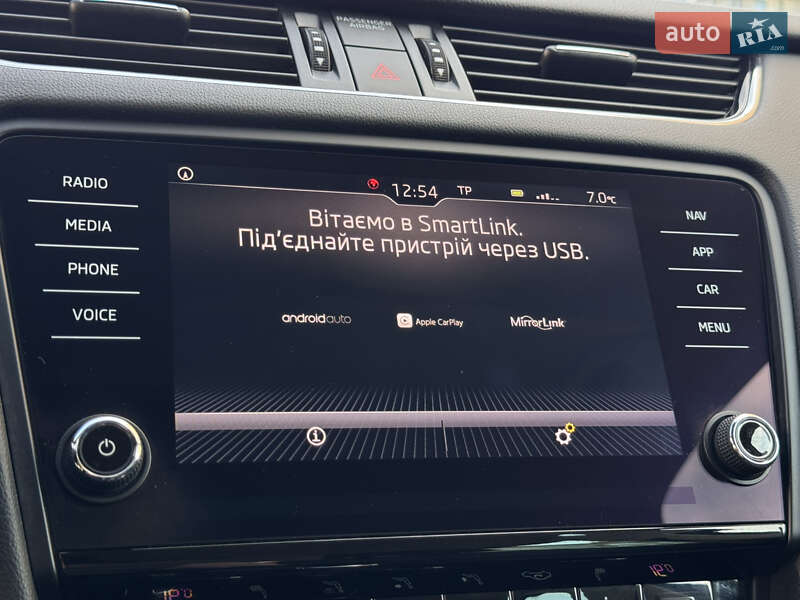 PASSENGER
AIRBAG
auto RIA
.com
RADIO
MEDIA
PHONE
VOICE
12:54 TP 7.0°C
Вітаємо в SmartLink.
Під'єднайте пристрій через USB.
androidauto Apple CarPlay MirrorLink
NAV
APP
CAR
MENU